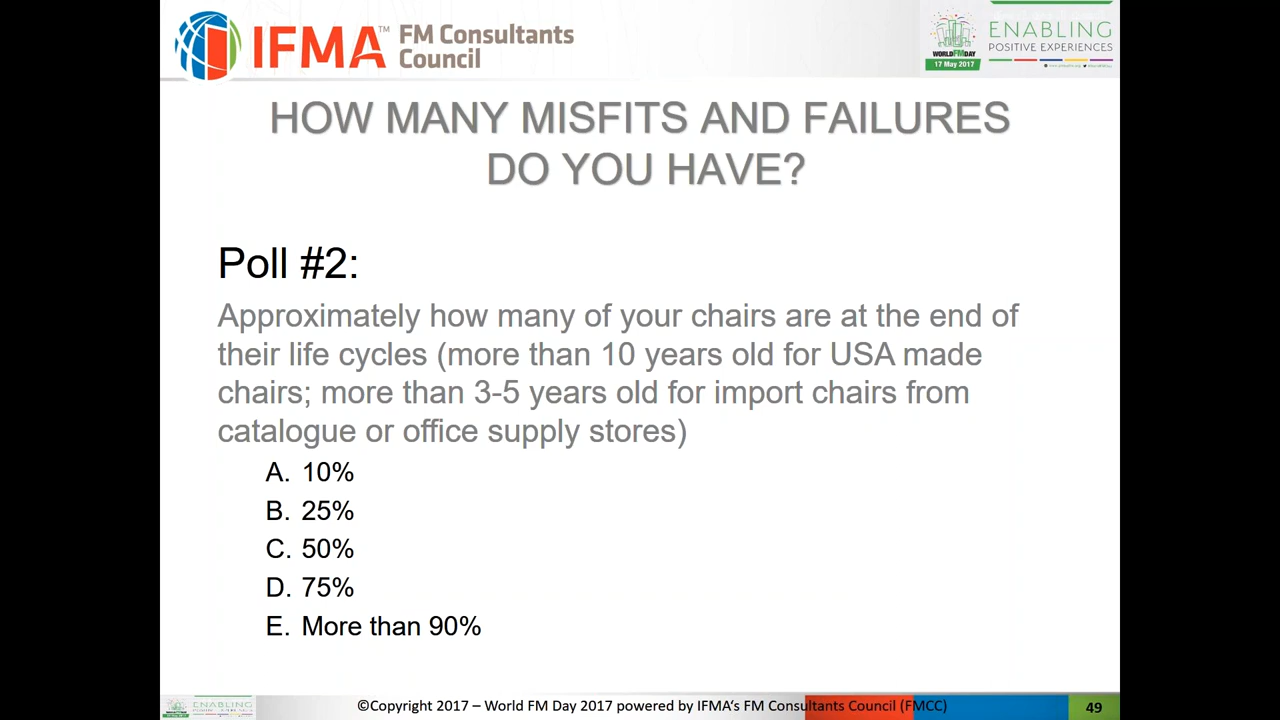 IFMA™ FM Consultants Council
WORLD FM DAY
17 May 2017
ENABLING
POSITIVE EXPERIENCES
HOW MANY MISFITS AND FAILURES
DO YOU HAVE?
Poll #2:
Approximately how many of your chairs are at the end of
their life cycles (more than 10 years old for USA made
chairs; more than 3-5 years old for import chairs from
catalogue or office supply stores)
A. 10%
B. 25%
C. 50%
D. 75%
E. More than 90%
ENABLING
©Copyright 2017 – World FM Day 2017 powered by IFMA‘s FM Consultants Council (FMCC)
49